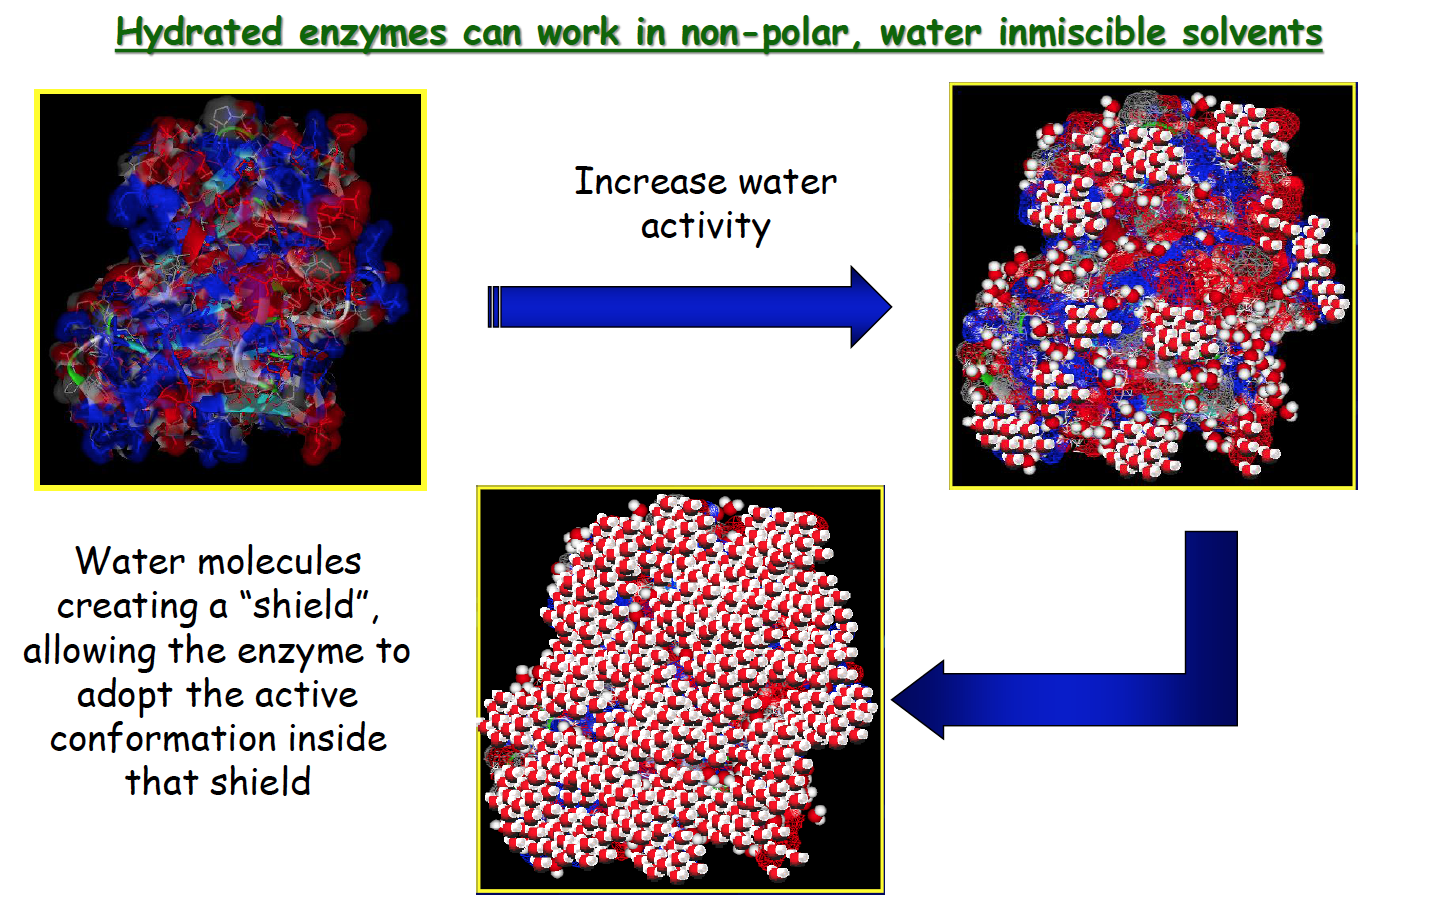 Hydrated enzymes can work in non-polar, water inmiscible solvents
Increase water
activity
Water molecules
creating a “shield”,
allowing the enzyme to
adopt the active
conformation inside
that shield